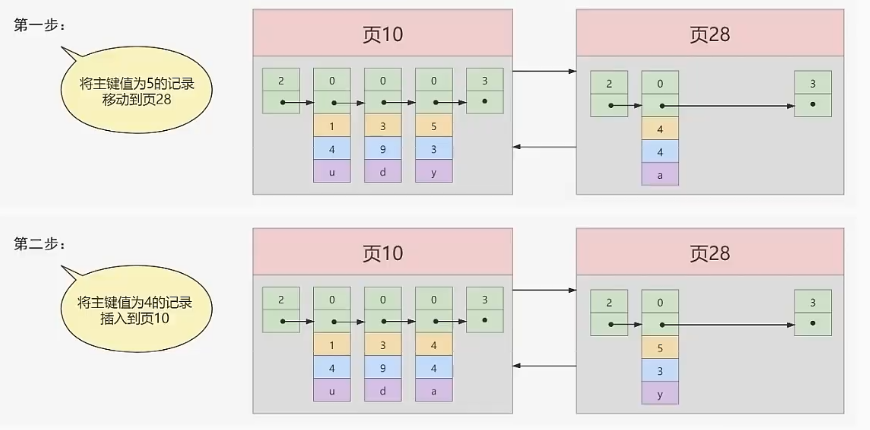 第一步：
将主键值为5的记录
移动到页28
页10
2 0 0 0 3
1 3 5
4 9 3
u d y
页28
2 0 3
4
4
a
第二步：
将主键值为4的记录
插入到页10
页10
2 0 0 0 3
1 3 4
4 9 4
u d a
页28
2 0 3
5
3
y